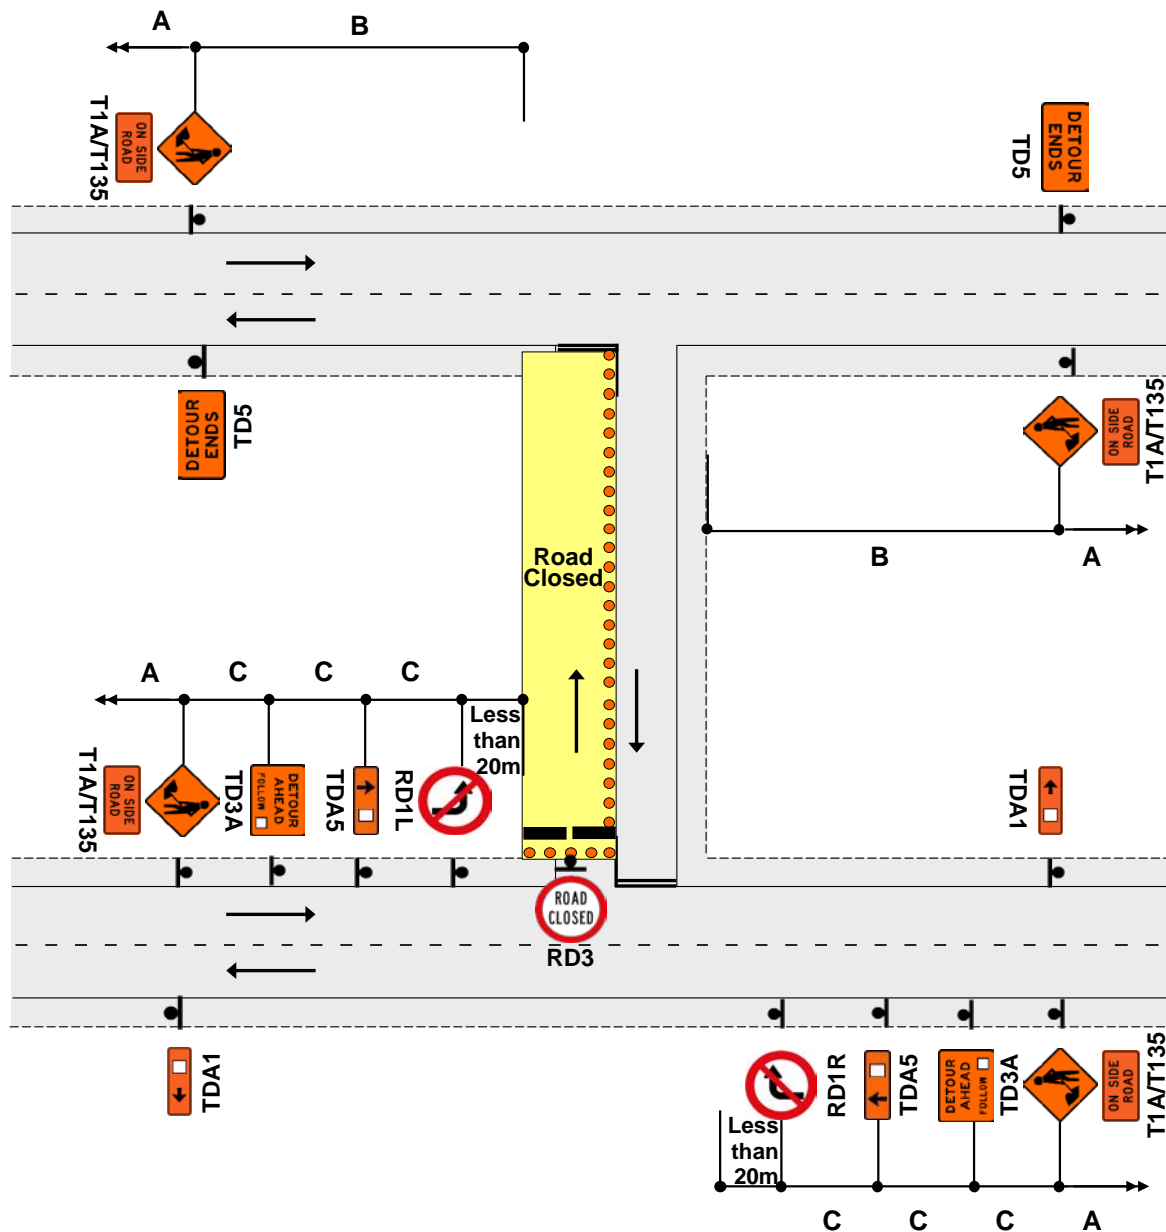 A
B
T1A/T135
ON SIDE
ROAD
DETOUR
ENDS
TD5
DETOUR
ENDS
TD5
ON SIDE
ROAD
T1A/T135
B
A
Road
Closed
A
C
C
C
Less
than
20m
T1A/T135
ON SIDE
ROAD
TD3A
DETOUR
AHEAD
FOLLOW
TDA5
RD1L
TDA1
ROAD
CLOSED
RD3
TDA1
RD1R
TDA5
DETOUR
AHEAD
FOLLOW
TD3A
ON SIDE
ROAD
T1A/T135
Less
than
20m
C
C
C
A